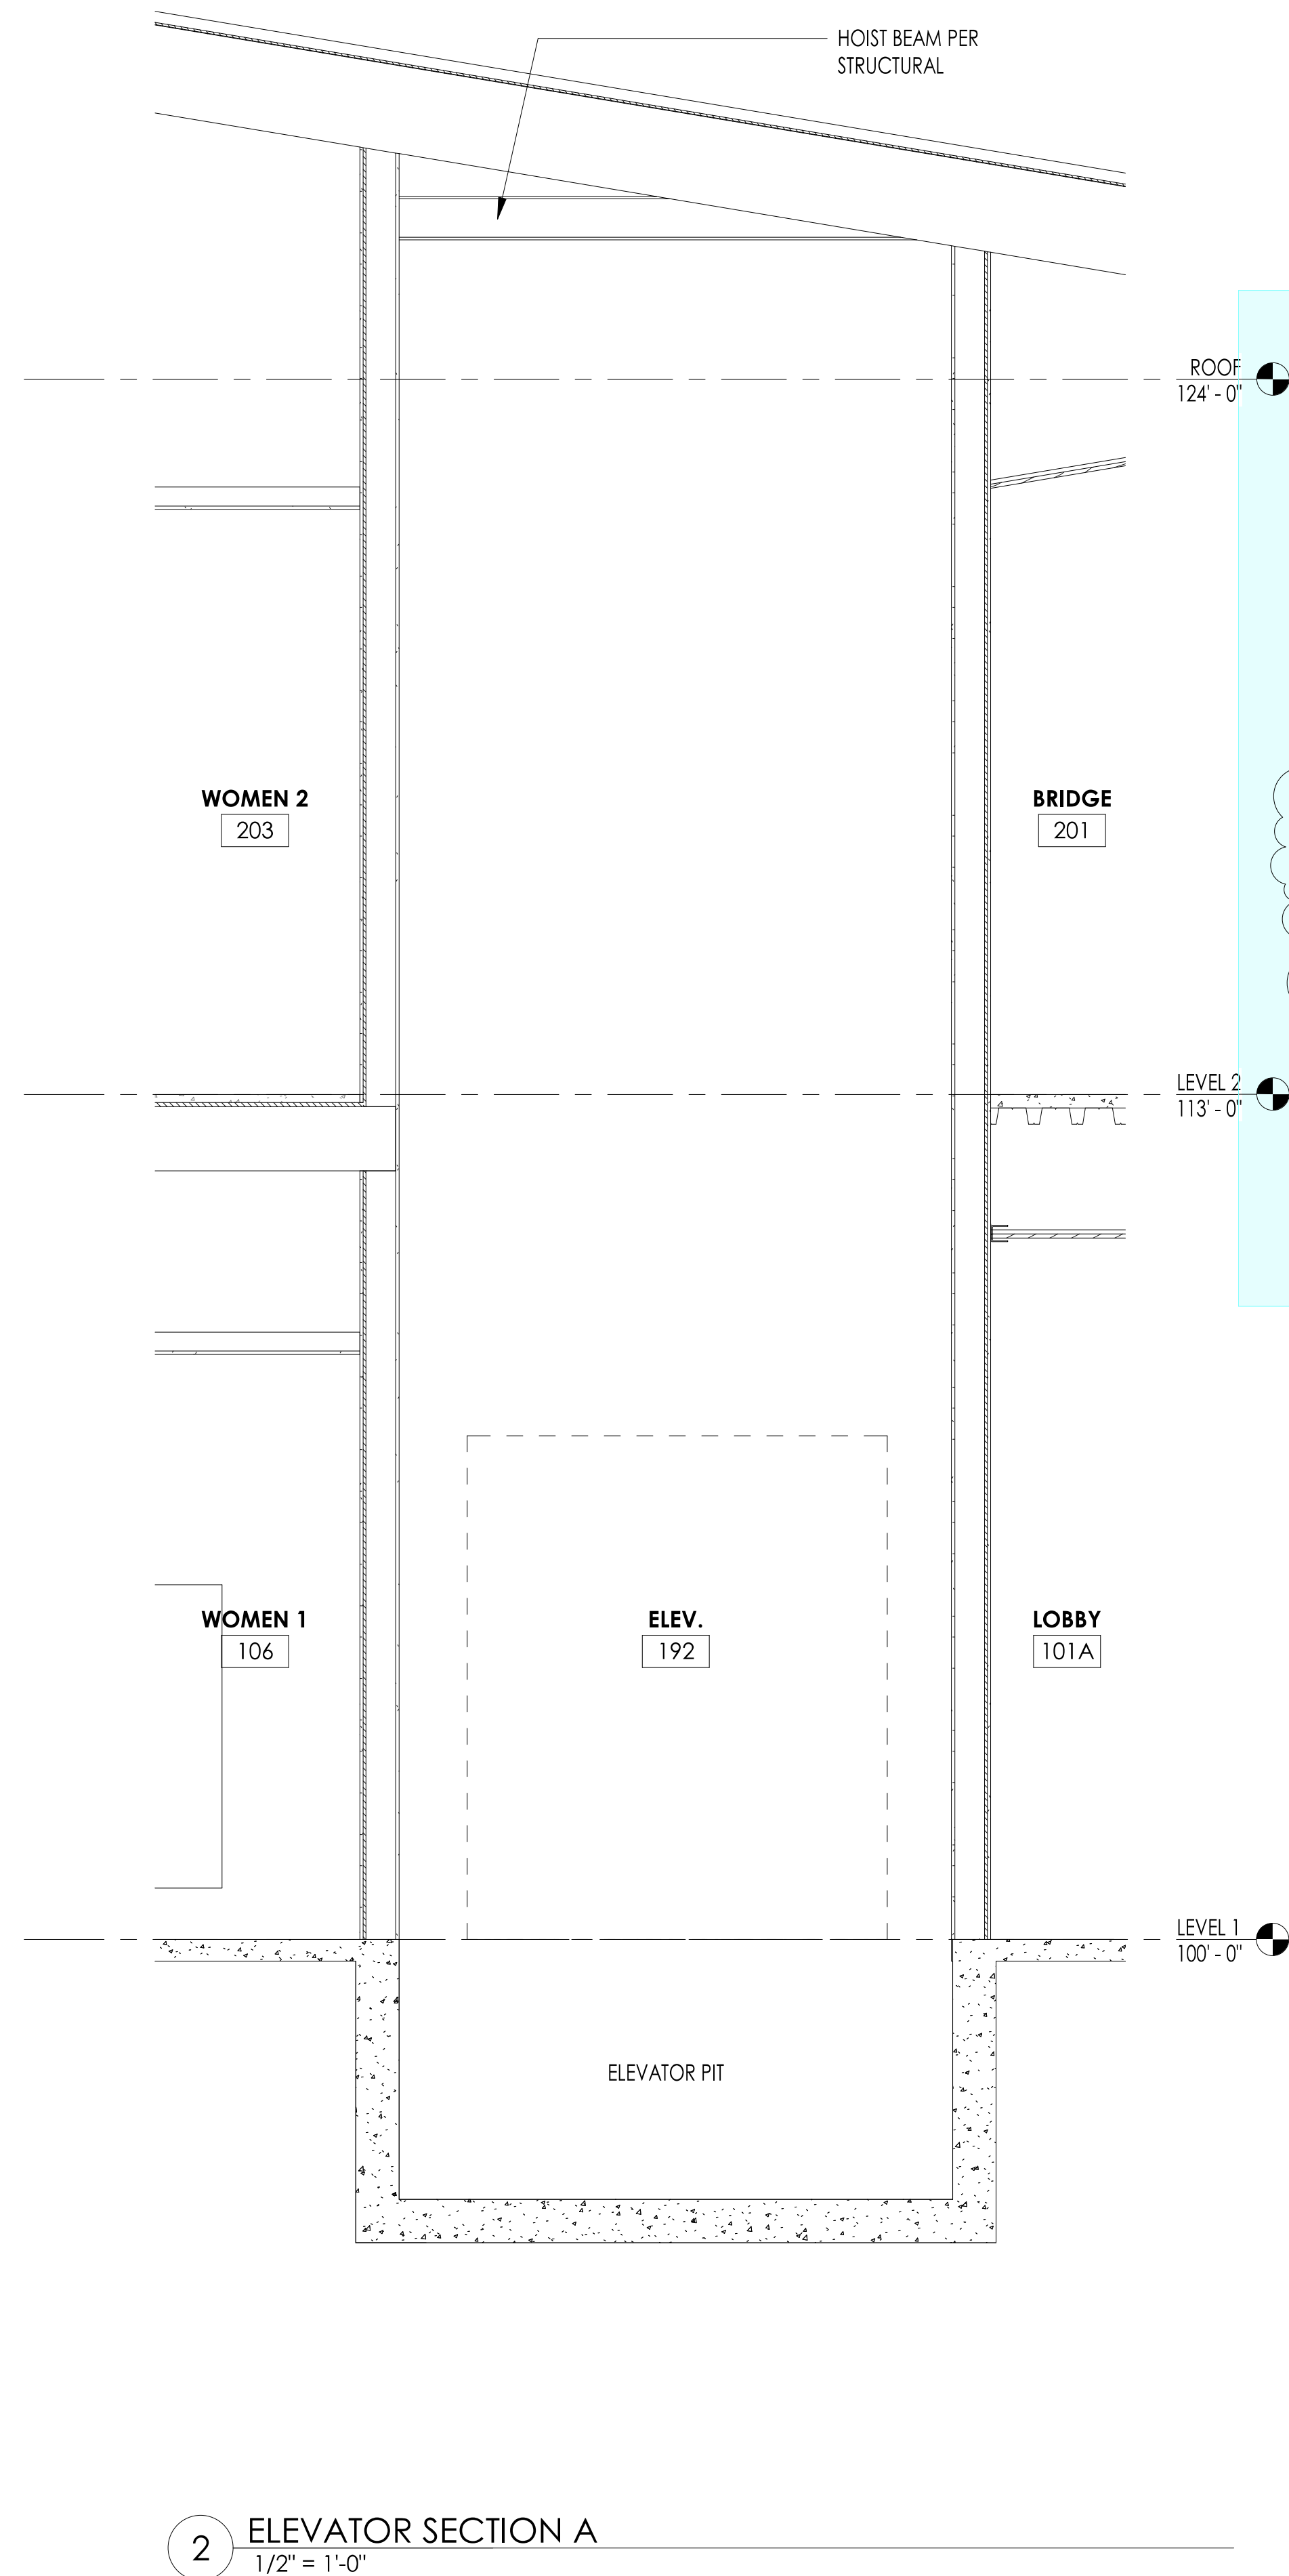 HOIST BEAM PER
STRUCTURAL
ROOF
124' - 0"
WOMEN 2
203
BRIDGE
201
LEVEL 2
113' - 0"
WOMEN 1
106
ELEV.
192
LOBBY
101A
LEVEL 1
100' - 0"
ELEVATOR PIT
2
ELEVATOR SECTION A
1/2" = 1'-0"